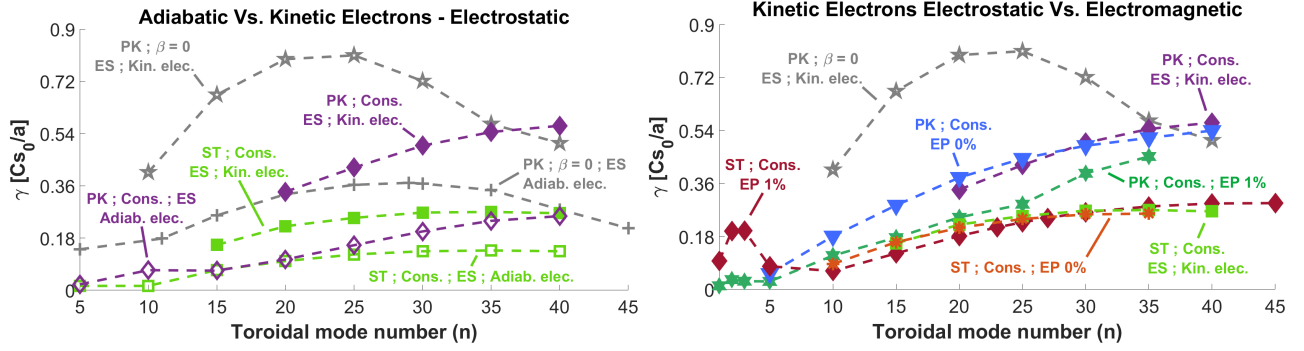 Adiabatic Vs. Kinetic Electrons - Electrostatic
γ [Cs₀/a]
0.9
0.72
0.54
0.36
0.18
0
PK ; β = 0
ES ; Kin. elec.
PK ; Cons.
ES ; Kin. elec.
ST ; Cons.
ES ; Kin. elec.
PK ; β = 0 ; ES
Adiab. elec.
PK ; Cons. ; ES
Adiab. elec.
ST ; Cons. ; ES ; Adiab. elec.
5 10 15 20 25 30 35 40 45
Toroidal mode number (n)
Kinetic Electrons Electrostatic Vs. Electromagnetic
γ [Cs₀/a]
0.9
0.72
0.54
0.36
0.18
0
PK ; β = 0
ES ; Kin. elec.
PK ; Cons.
ES ; Kin. elec.
PK ; Cons.
EP 0%
ST ; Cons.
EP 1%
PK ; Cons. ; EP 1%
ST ; Cons.
ES ; Kin. elec.
ST ; Cons. ; EP 0%
5 10 15 20 25 30 35 40 45
Toroidal mode number (n)